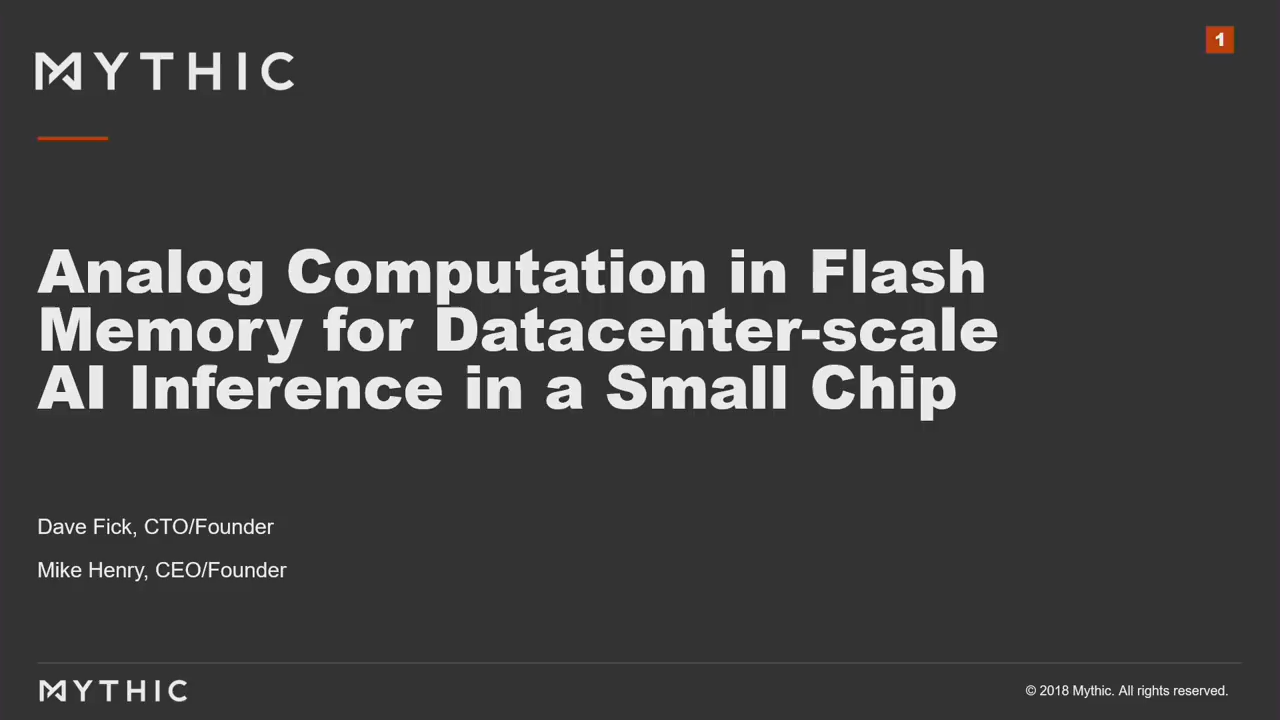 MYTHIC
1
Analog Computation in Flash
Memory for Datacenter-scale
AI Inference in a Small Chip
Dave Fick, CTO/Founder
Mike Henry, CEO/Founder
MYTHIC
© 2018 Mythic. All rights reserved.